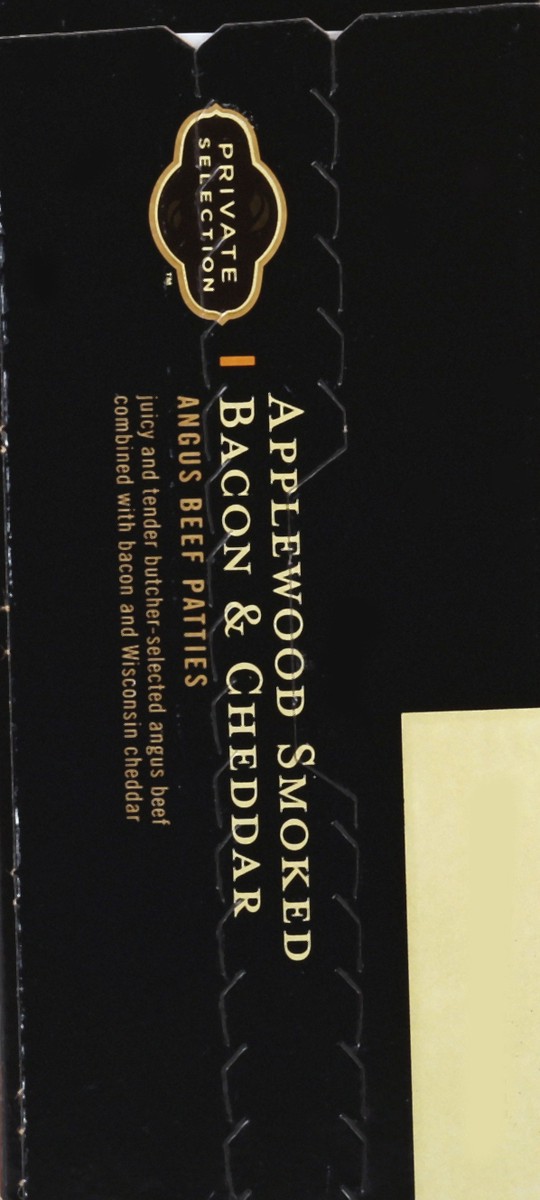 PRIVATE
SELECTION
™
APPLEWOOD SMOKED
BACON & CHEDDAR
ANGUS BEEF PATTIES
juicy and tender butcher-selected angus beef
combined with bacon and Wisconsin cheddar